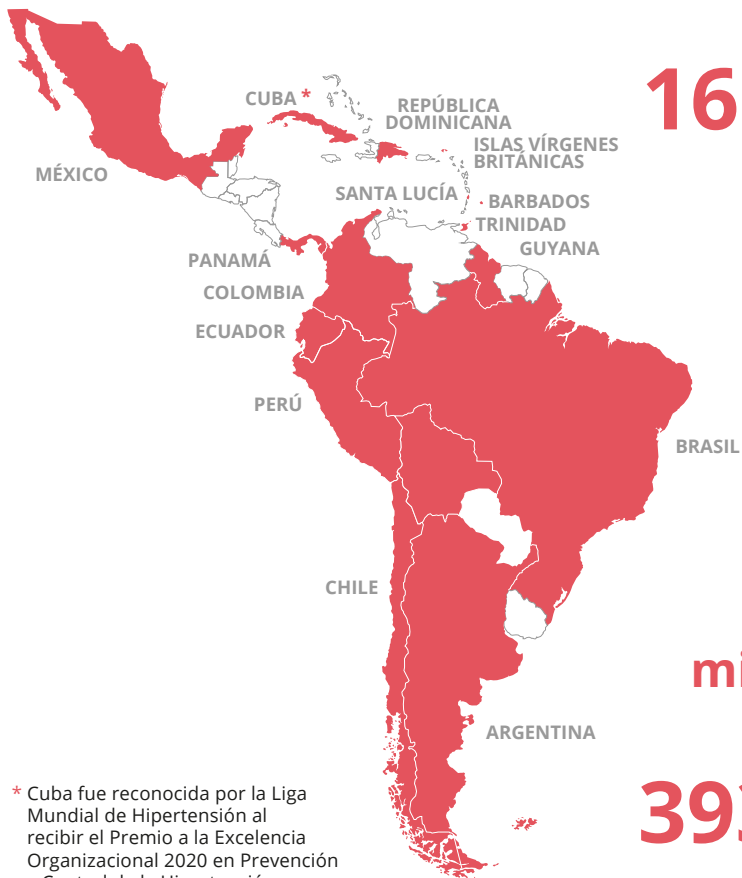 16
CUBA *
REPÚBLICA
DOMINICANA
ISLAS VÍRGENES
BRITÁNICAS
MÉXICO
SANTA LUCÍA
BARBADOS
TRINIDAD
GUYANA
PANAMÁ
COLOMBIA
ECUADOR
PERÚ
BRASIL
CHILE
ARGENTINA
* Cuba fue reconocida por la Liga
Mundial de Hipertensión al
recibir el Premio a la Excelencia
Organizacional 2020 en Prevención